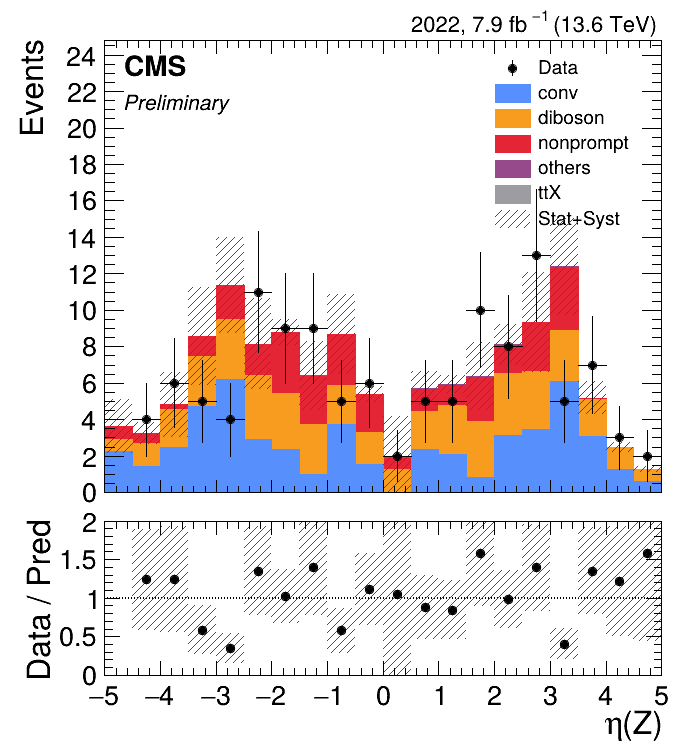 2022, 7.9 fb⁻¹ (13.6 TeV)
Events
24
22
20
18
16
14
12
10
8
6
4
2
0
CMS
Preliminary
Data
conv
diboson
nonprompt
others
ttX
Stat+Syst
Data / Pred
2
1.5
1
0.5
0
−5 −4 −3 −2 −1 0 1 2 3 4 5
η(Z)